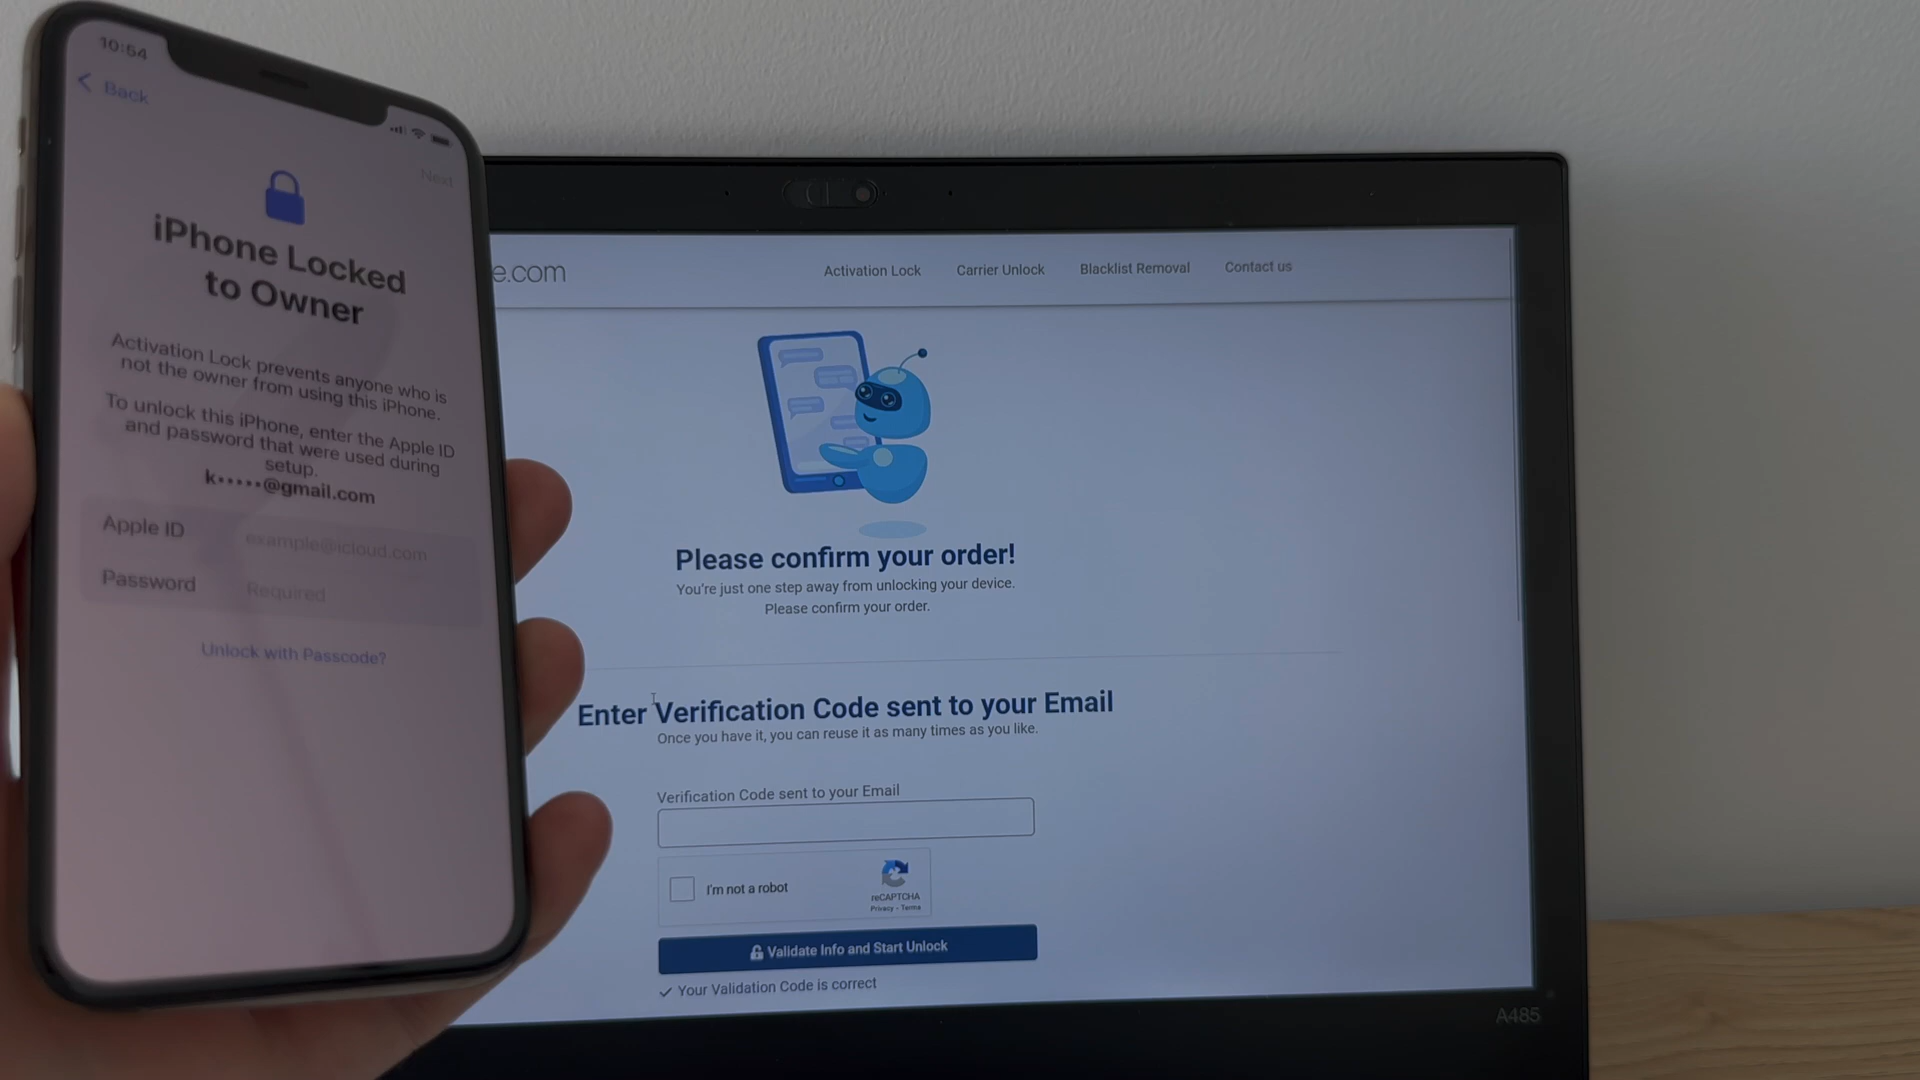 10:54
Back
Next
iPhone Locked
to Owner
Activation Lock prevents anyone who is
not the owner from using this iPhone.
To unlock this iPhone, enter the Apple ID
and password that were used during
setup.
k•••••@gmail.com
Apple ID
example@icloud.com
Password
Required
Unlock with Passcode?
e.com
Activation Lock
Carrier Unlock
Blacklist Removal
Contact us
Please confirm your order!
You're just one step away from unlocking your device.
Please confirm your order.
Enter Verification Code sent to your Email
Once you have it, you can reuse it as many times as you like.
Verification Code sent to your Email
I'm not a robot
reCAPTCHA
Privacy - Terms
Validate Info and Start Unlock
Your Validation Code is correct
A485